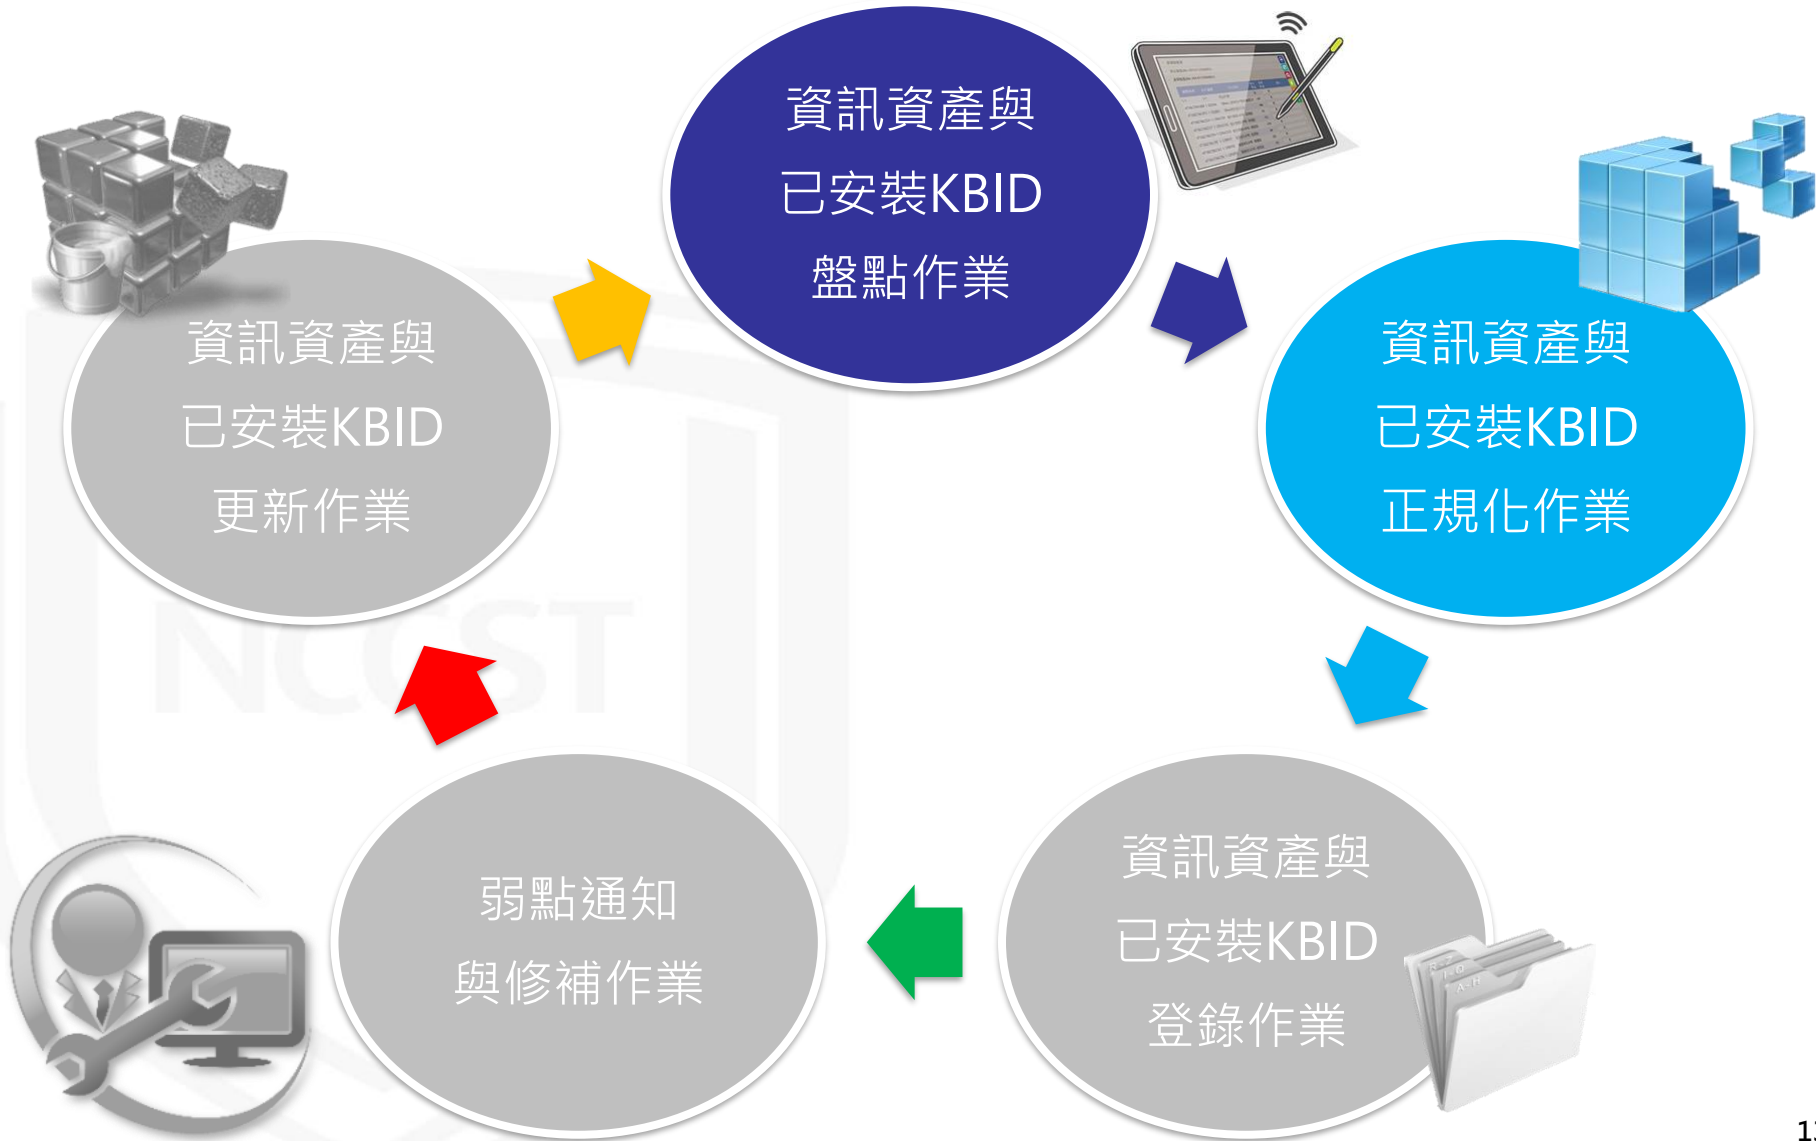 資訊資產與
已安裝KBID
盤點作業
資訊資產與
已安裝KBID
正規化作業
資訊資產與
已安裝KBID
登錄作業
R-Z
I-Q
A-H
弱點通知
與修補作業
資訊資產與
已安裝KBID
更新作業
NCCST